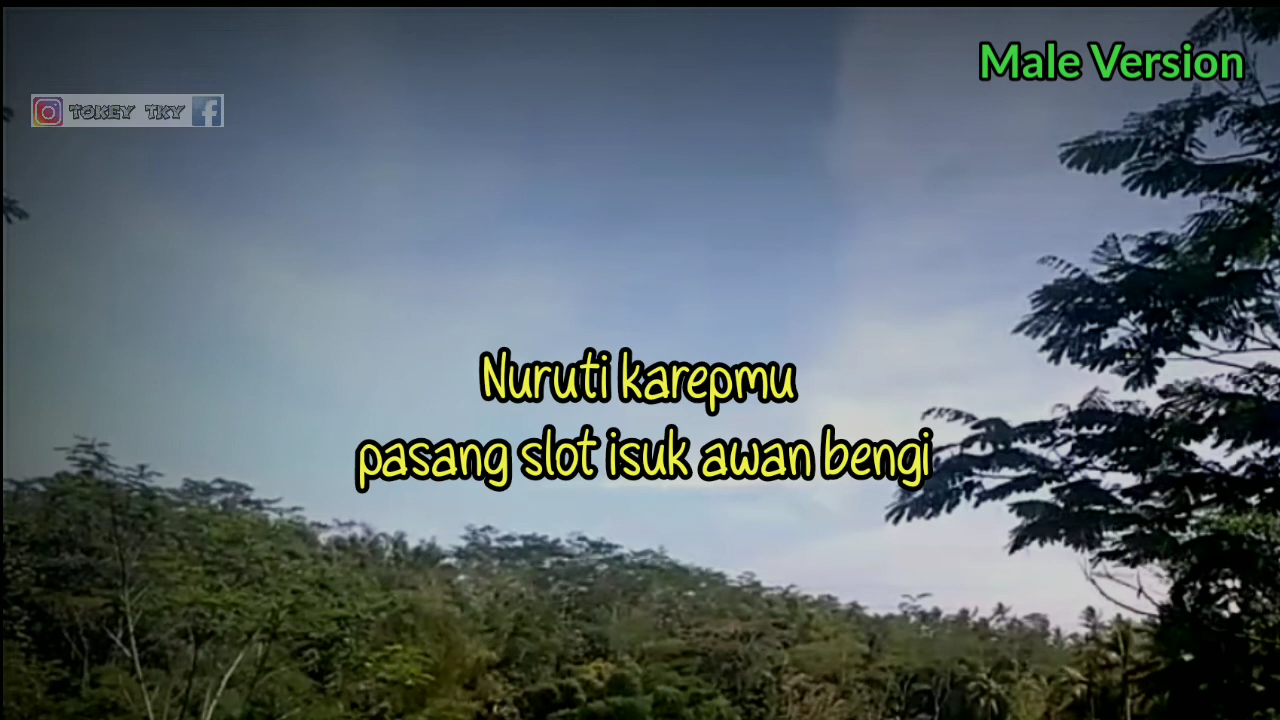 Male Version
TOKEY TKY
Nuruti karepmu
pasang slot isuk awan bengi